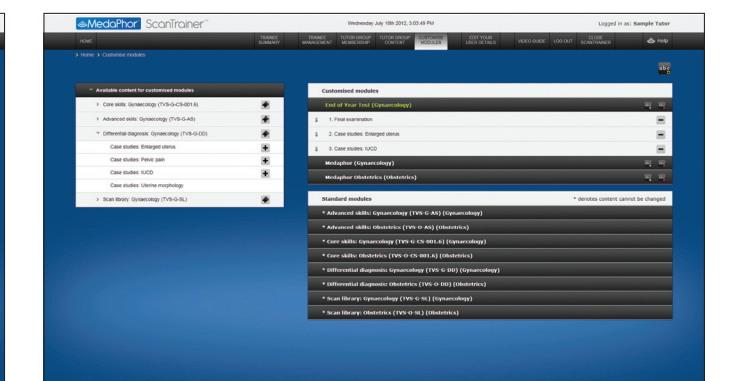 MedaPhor ScanTrainer™
Wednesday July 18th 2012, 3:03:49 PM
Logged in as: Sample Tutor
HOME
TRAINEE SUMMARY
TRAINEE MANAGEMENT
TUTOR GROUP MEMBERSHIP
TUTOR GROUP CONTENT
CUSTOMISE MODULES
EDIT YOUR USER DETAILS
VIDEO GUIDE
LOG OUT
CLOSE SCANTRAINER
Help
> Home > Customise modules
Available content for customised modules
> Core skills: Gynaecology (TVS-G-CS-001.6)
> Advanced skills: Gynaecology (TVS-G-AS)
Differential diagnosis: Gynaecology (TVS-G-DD)
Case studies: Enlarged uterus
Case studies: Pelvic pain
Case studies: IUCD
Case studies: Uterine morphology
> Scan library: Gynaecology (TVS-G-SL)
Customised modules
End of Year Test (Gynaecology)
1. Final examination
2. Case studies: Enlarged uterus
3. Case studies: IUCD
Medaphor (Gynaecology)
Medaphor Obstetrics (Obstetrics)
Standard modules
* denotes content cannot be changed
* Advanced skills: Gynaecology (TVS-G-AS) (Gynaecology)
* Advanced skills: Obstetrics (TVS-O-AS) (Obstetrics)
* Core skills: Gynaecology (TVS-G-CS-001.6) (Gynaecology)
* Core skills: Obstetrics (TVS-O-CS-001.6) (Obstetrics)
* Differential diagnosis: Gynaecology (TVS-G-DD) (Gynaecology)
* Differential diagnosis: Obstetrics (TVS-O-DD) (Obstetrics)
* Scan library: Gynaecology (TVS-G-SL) (Gynaecology)
* Scan library: Obstetrics (TVS-O-SL) (Obstetrics)